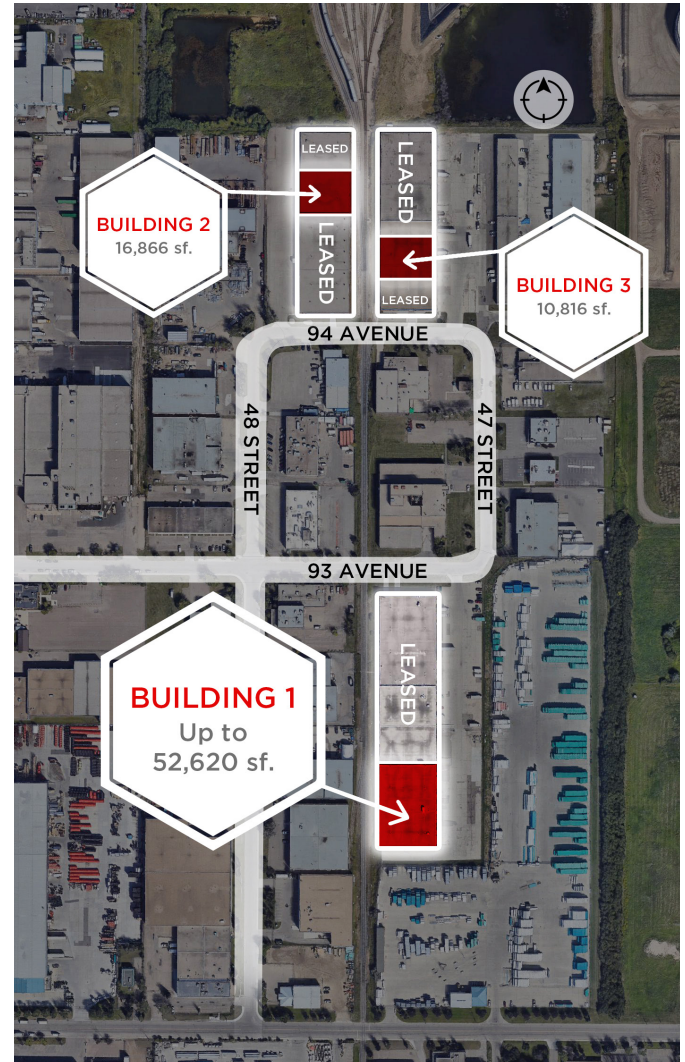 LEASED
LEASED
BUILDING 2
16,866 sf.
LEASED
BUILDING 3
10,816 sf.
LEASED
94 AVENUE
48 STREET
47 STREET
93 AVENUE
LEASED
BUILDING 1
Up to
52,620 sf.